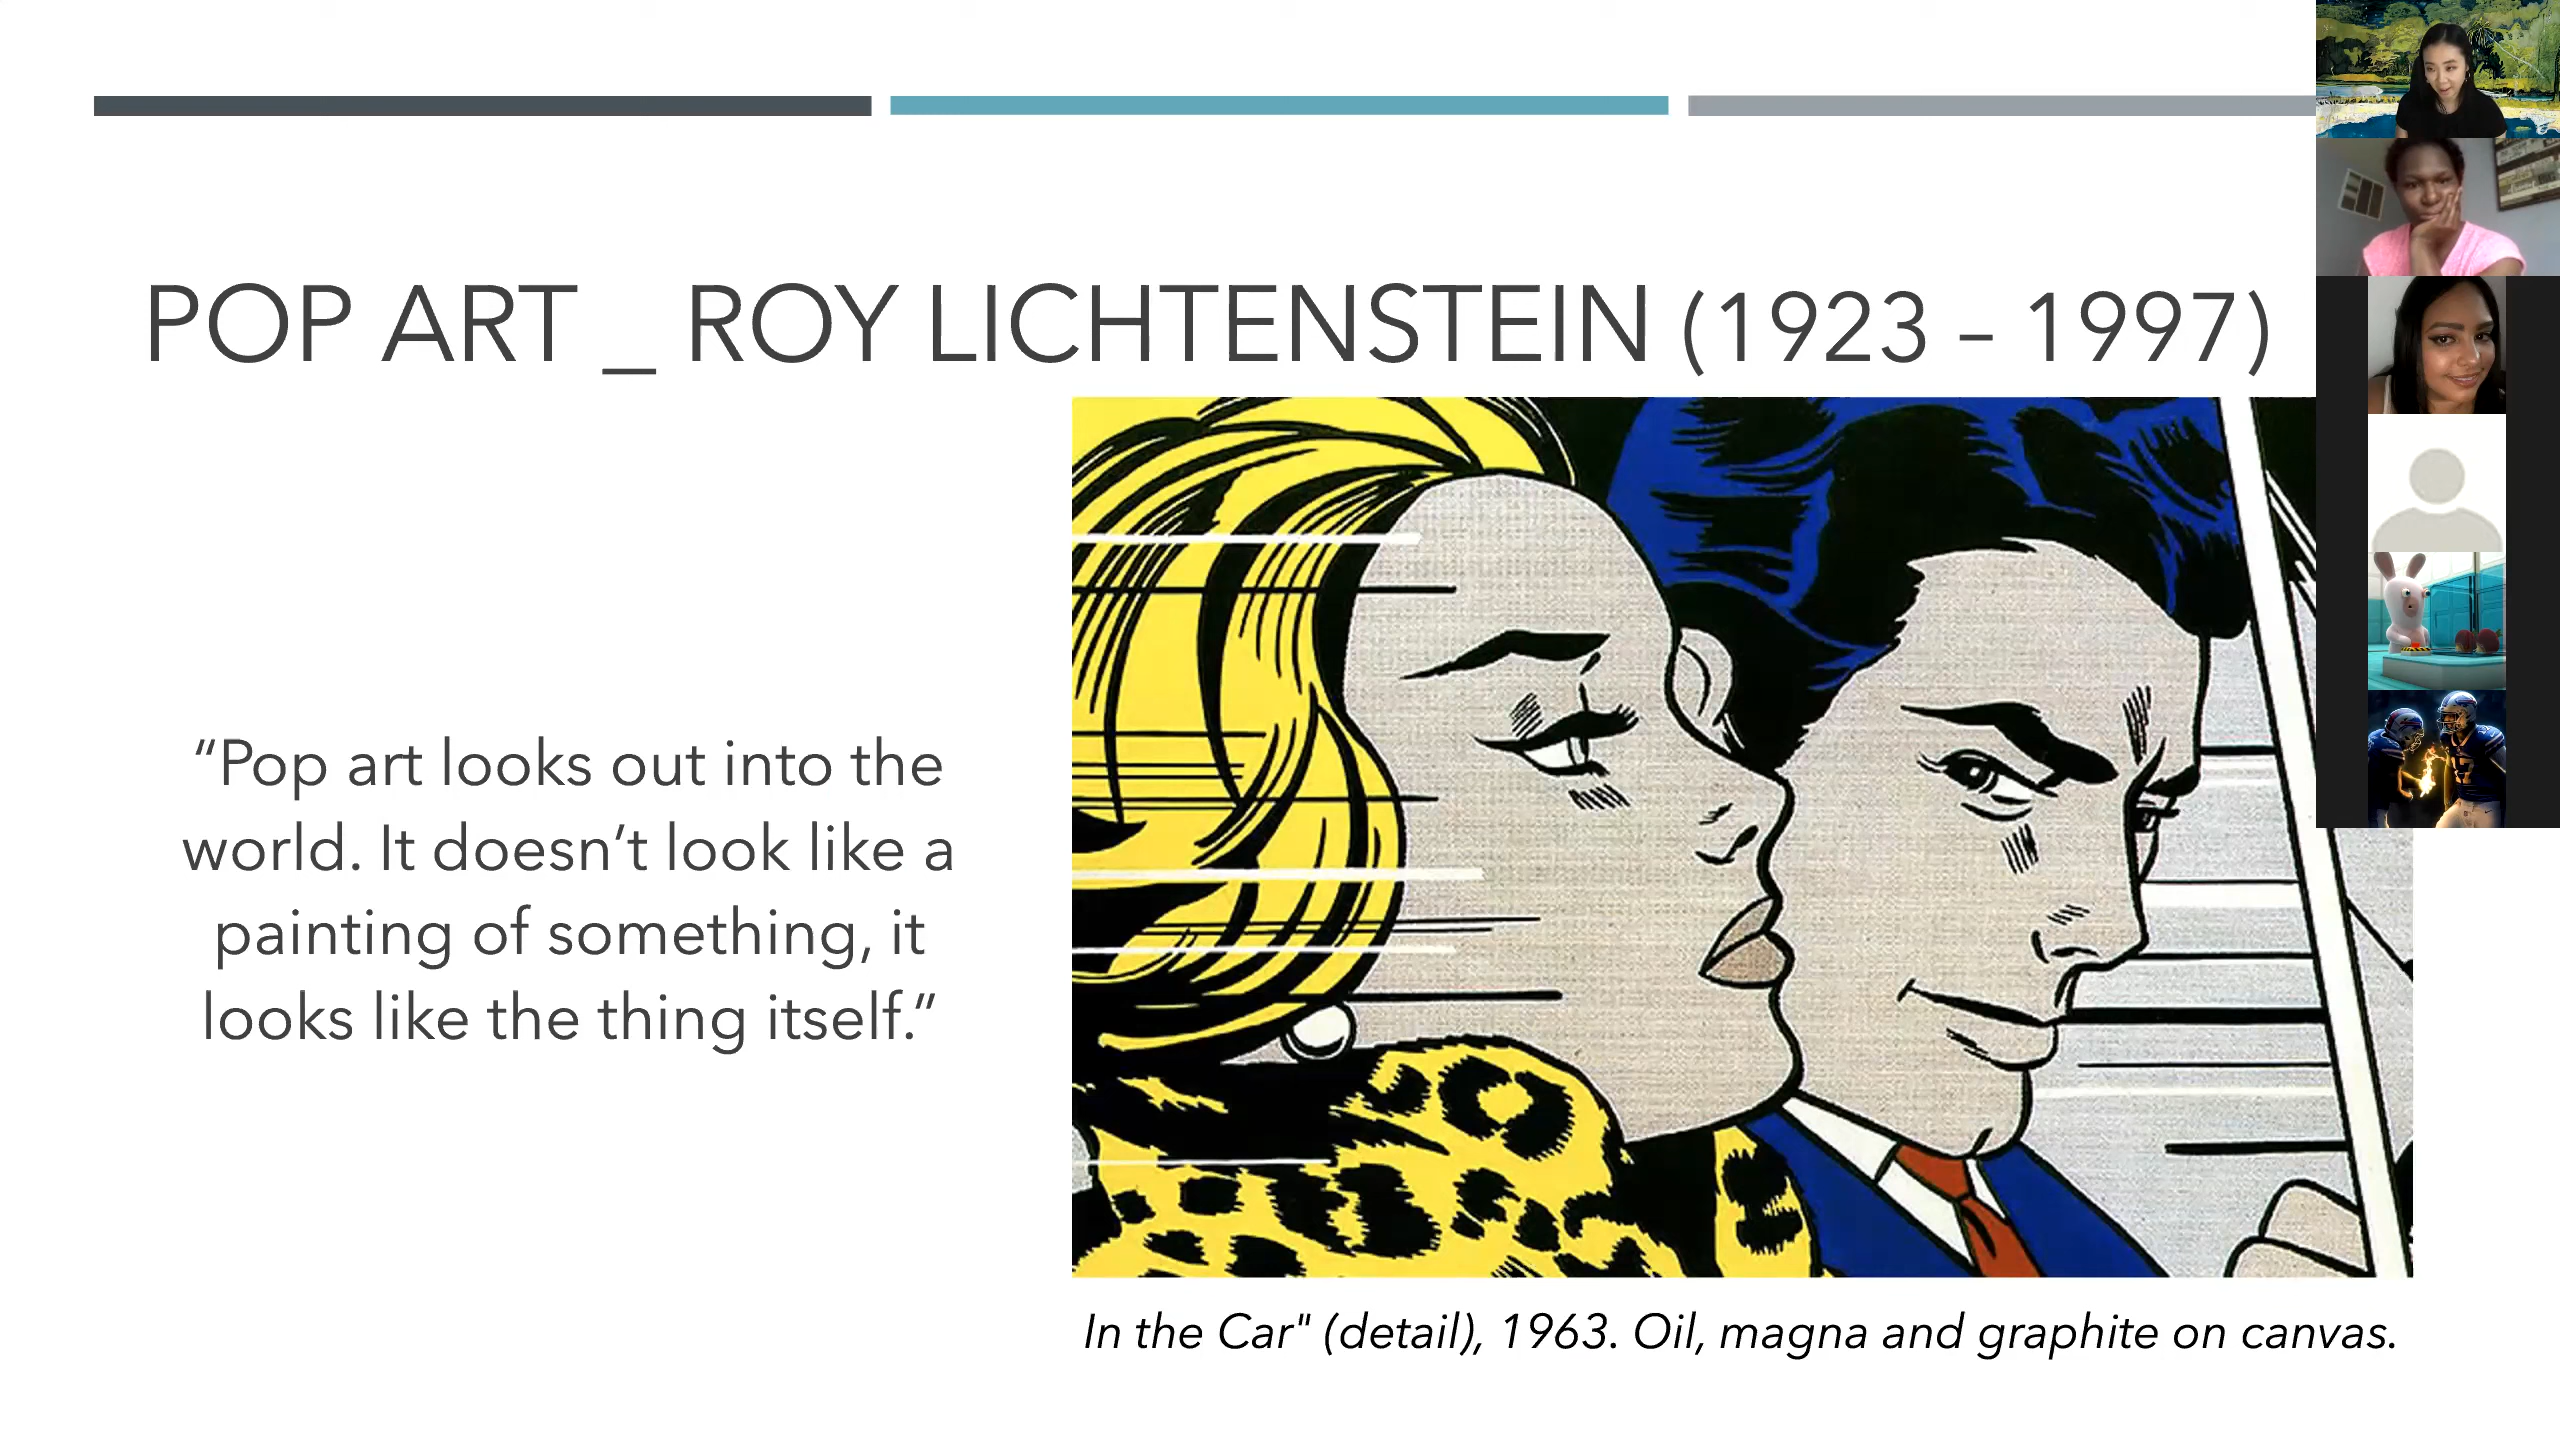 POP ART _ ROY LICHTENSTEIN (1923 – 1997)
“Pop art looks out into the
world. It doesn’t look like a
painting of something, it
looks like the thing itself.”
In the Car" (detail), 1963. Oil, magna and graphite on canvas.